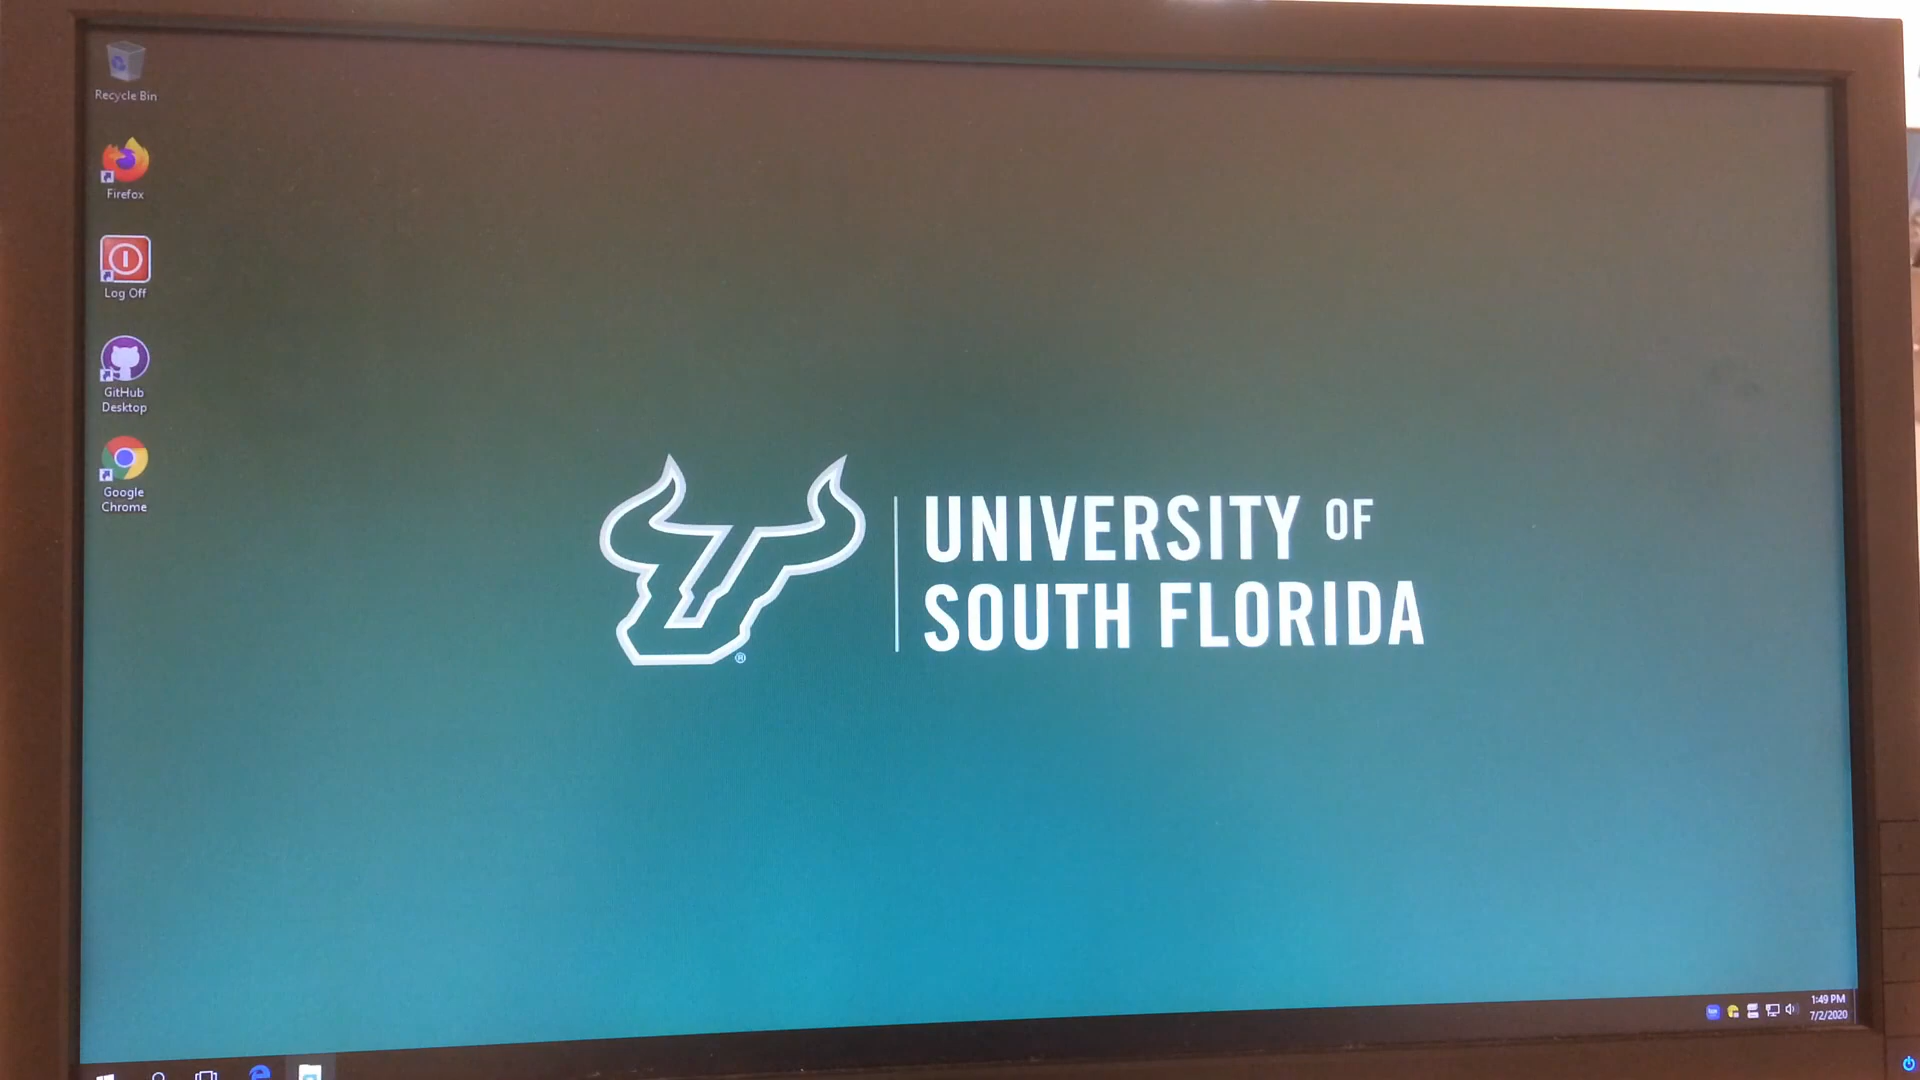 Recycle Bin
Firefox
Log Off
GitHub
Desktop
Google
Chrome
UNIVERSITY OF
SOUTH FLORIDA
®
1:49 PM
7/2/2020